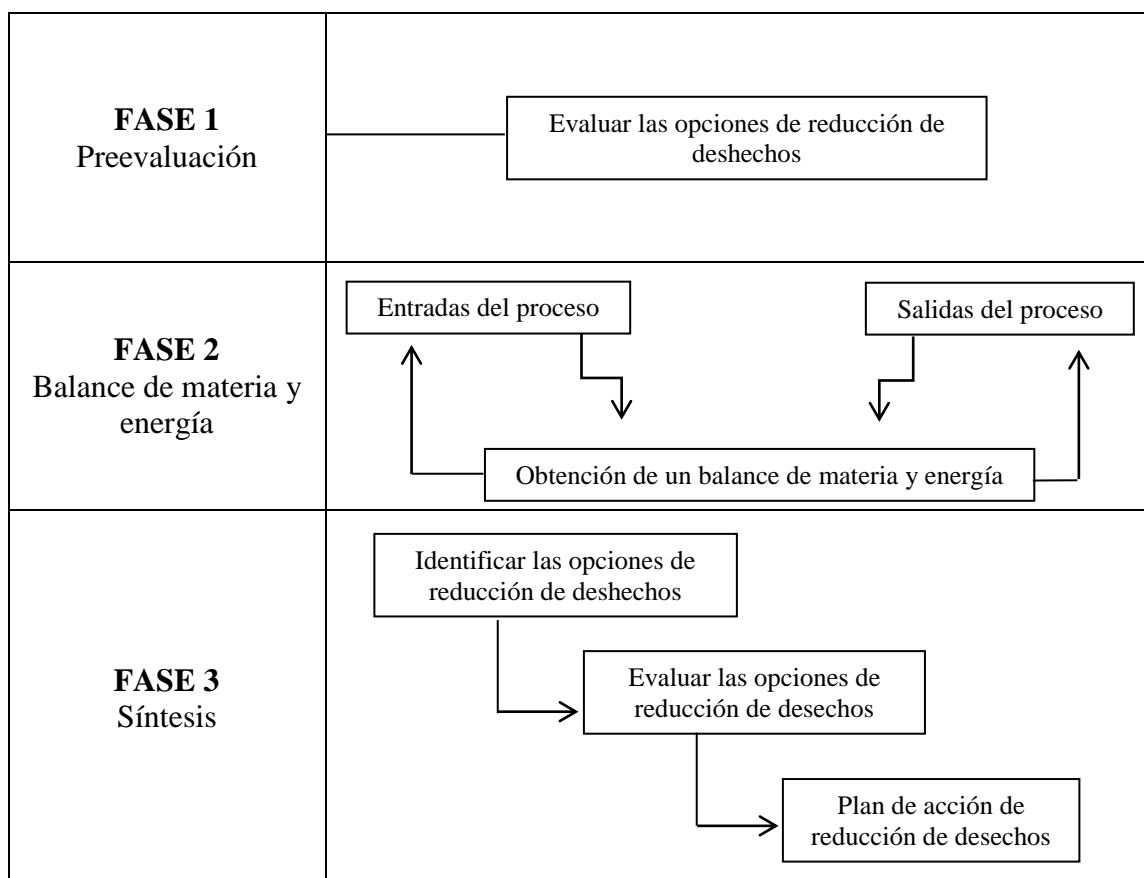 FASE 1
Preevaluación
Evaluar las opciones de reducción de
deshechos
FASE 2
Balance de materia y
energía
Entradas del proceso
Salidas del proceso
Obtención de un balance de materia y energía
FASE 3
Síntesis
Identificar las opciones de
reducción de deshechos
Evaluar las opciones de
reducción de desechos
Plan de acción de
reducción de desechos